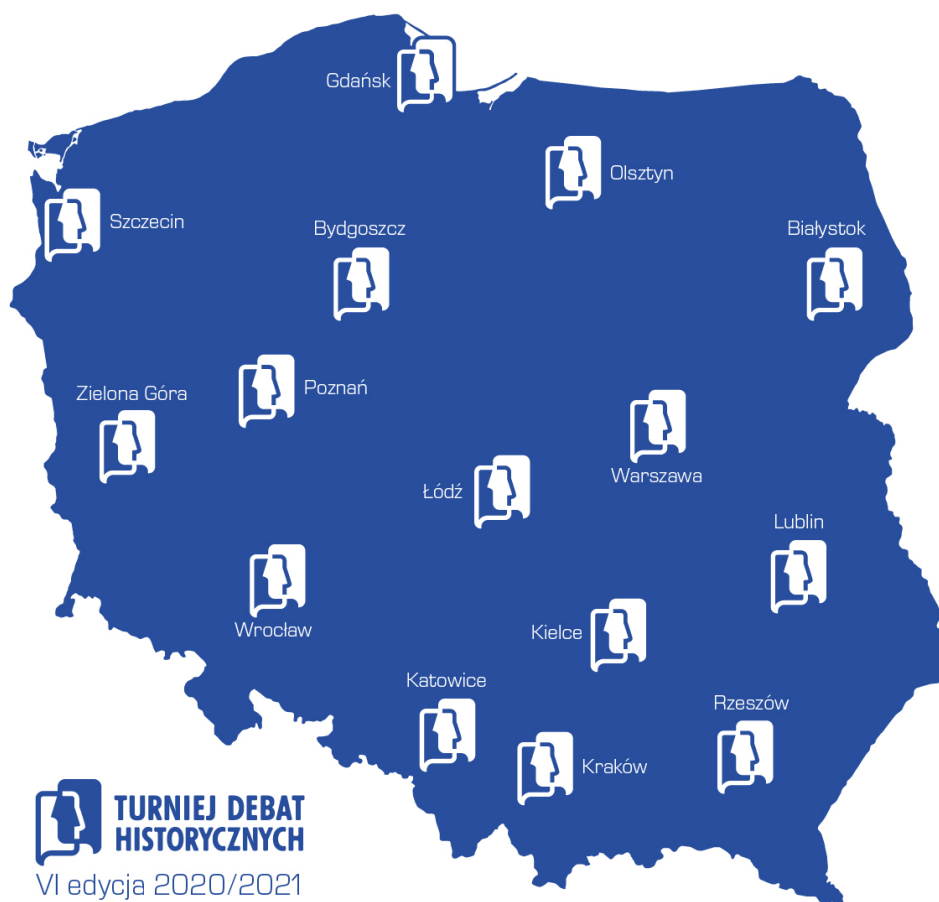 Gdańsk
Olsztyn
Szczecin
Bydgoszcz
Białystok
Zielona Góra
Poznań
Warszawa
Łódź
Lublin
Wrocław
Kielce
Katowice
Rzeszów
Kraków
TURNIEJ DEBAT
HISTORYCZNYCH
VI edycja 2020/2021